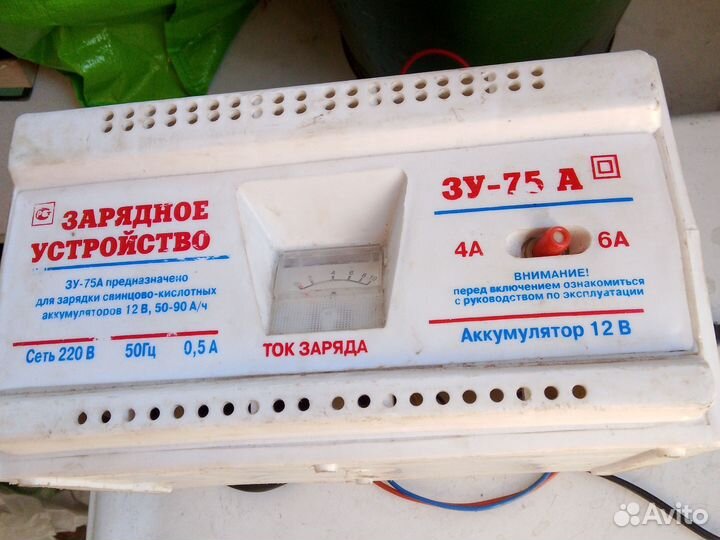 ЗАРЯДНОЕ
УСТРОЙСТВО
ЗУ-75А предназначено
для зарядки свинцово-кислотных
аккумуляторов 12 В, 50-90 А/ч
Сеть 220 В 50Гц 0,5 А
ТОК ЗАРЯДА
ЗУ-75 А
4А 6А
ВНИМАНИЕ!
перед включением ознакомиться
с руководством по эксплуатации
Аккумулятор 12 В
Avito